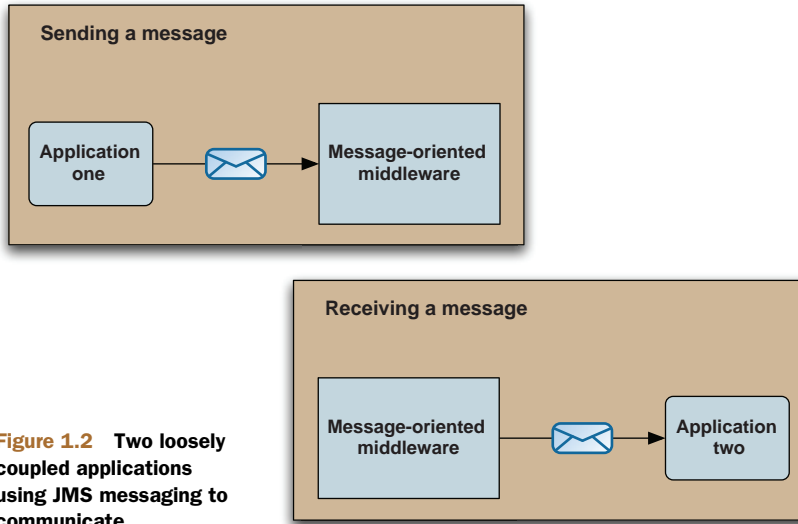 Sending a message
Application
one
Message-oriented
middleware
Receiving a message
Message-oriented
middleware
Application
two
Figure 1.2 Two loosely
coupled applications
using JMS messaging to
communicate